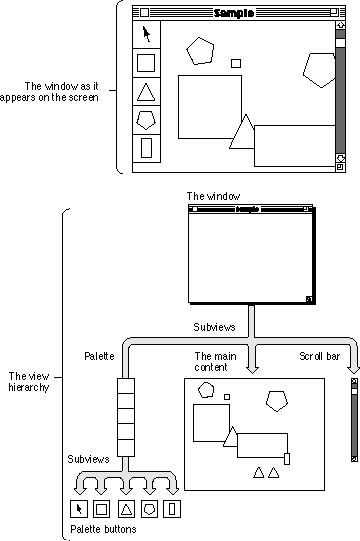 Sample
The window as it
appears on the screen
The window
Sample
Subviews
Palette
The main
content
Scroll bar
The view
hierarchy
Subviews
Palette buttons